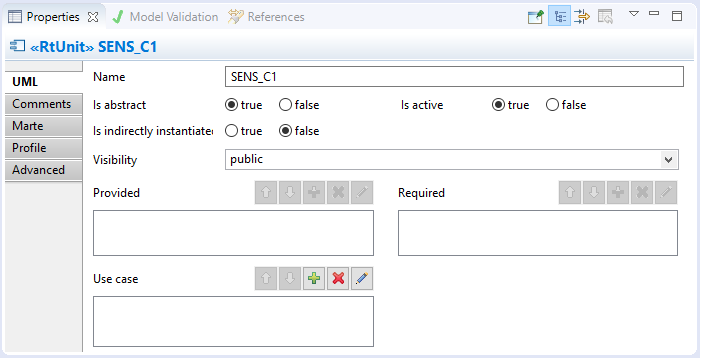 Properties Model Validation References
«RtUnit» SENS_C1
UML
Comments
Marte
Profile
Advanced
Name SENS_C1
Is abstract true false Is active true false
Is indirectly instantiated true false
Visibility public
Provided Required
Use case